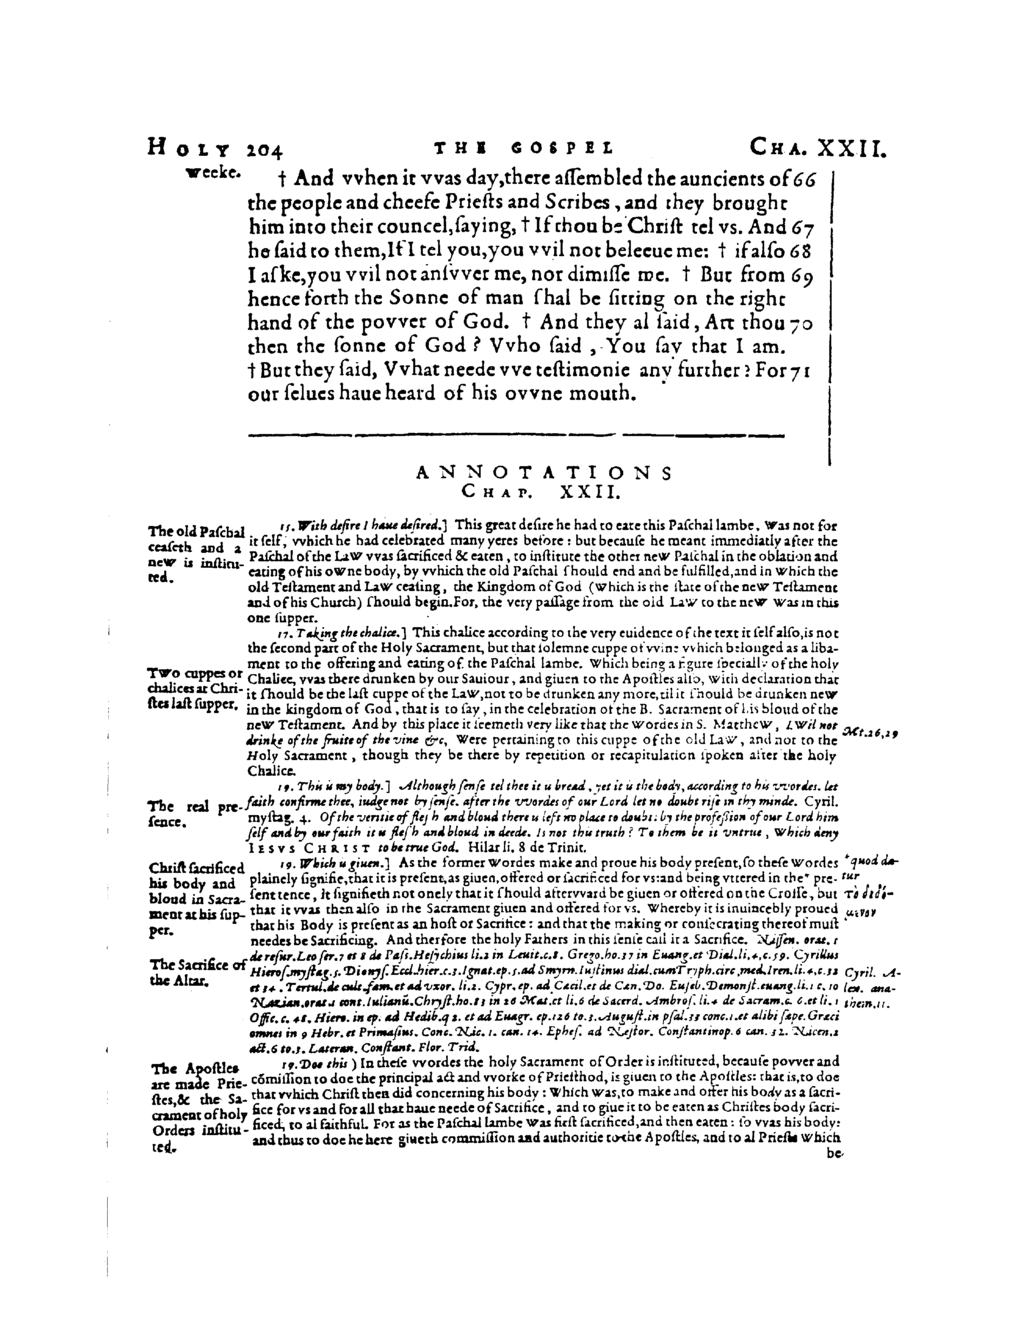 HOLY 204 THE GOSPEL CHA. XXII.
weeke.
† And vvhen it vvas day,there aſſembled the auncients of 66
the people and cheefe Prieſts and Scribes , and they brought
him into their councel,ſaying, † If thou be Chriſt tel vs. And 67
he ſaid to them,If I tel you,you vvil not beleeue me: † if alſo 68
I aſke,you vvil not anſvver me, nor dimiſſe me. † But from 69
hence forth the Sonne of man ſhal be ſitting on the right
hand of the povver of God. † And they al ſaid , Art thou 70
then the ſonne of God ? Vvho ſaid , You ſay that I am.
† But they ſaid, Vvhat neede vve teſtimonie any further ? For 71
our ſelues haue heard of his ovvne mouth.
ANNOTATIONS
CHAP. XXII.
The old Paſchal
ceaſeth and a
new is inſtitu-
ted.
15. With deſire I haue deſired.] This great deſire he had to eate this Paſchal lambe, was not for
it ſelf, vvhich he had celebrated many yeres before : but becauſe he meant immediatly after the
Paſchal of the Law vvas ſacrificed & eaten , to inſtitute the other new Paſchal in the oblation and
eating of his owne body, by vvhich the old Paſchal ſhould end and be fulfilled,and in which the
old Teſtament and Law ceaſing, the Kingdom of God (which is the ſtate of the new Teſtament
and of his Church) ſhould begin.For, the very paſſage from the old Law to the new was in this
one ſupper.
17. Taking the chalice.] This chalice according to the very euidence of the text it ſelf alſo,is not
the ſecond part of the Holy Sacrament, but that ſolemne cuppe of vvine vvhich belonged as a liba-
ment to the offering and eating of the Paſchal lambe. Which being a figure ſpecially of the holy
Two cuppes or
chalices at Chri-
ſtes laſt ſupper.
Chalice, vvas there drunken by our Sauiour, and giuen to the Apoſtles alſo, with declaration that
it ſhould be the laſt cuppe of the Law,not to be drunken any more,til it ſhould be drunken new
in the kingdom of God , that is to ſay , in the celebration of the B. Sacrament of his bloud of the
new Teſtament. And by this place it ſeemeth very like that the wordes in S. Matthew , I wil not
drinke of the fruite of the vine &c, were pertaining to this cuppe of the old Law , and not to the
Mt.26,29
Holy Sacrament , though they be there by repetition or recapitulation ſpoken after the holy
Chalice.
19. This is my body.] Although ſenſe tel thee it is bread , yet it is the body, according to his vvordes. let
The real pre-
ſence.
faith confirme thee, iudge not by ſenſe. after the vvordes of our Lord let no doubt riſe in thy minde. Cyril.
myſtag. 4. Of the veritie of fleſh and bloud there is left no place to doubt: by the profeſſion of our Lord him
ſelf and by our faith it is fleſh and bloud in deede. Is not this truth ? To them be it vntrue , which deny
IESVS CHRIST to be true God. Hilar li. 8 de Trinit.
Chriſt ſacrificed
his body and
bloud in Sacra-
ment at his ſup-
per.
19. Which is giuen.] As the former wordes make and proue his body preſent,ſo theſe wordes
plainely ſignifie,that it is preſent,as giuen,offered or ſacrificed for vs:and being vttered in the* pre-
ſent tence , it ſignifieth not onely that it ſhould afterward be giuen or offered on the Croſſe, but
that it vvas then alſo in the Sacrament giuen and offered for vs. Whereby it is inuincebly proued
that his Body is preſent as an hoſt or Sacrifice : and that the making or conſecrating thereof muſt
needes be Sacrificing. And therfore the holy Fathers in this ſenſe call it a Sacrifice. Niſſen. orat. 1
*quod da-
tur
τὸ διδό-
μενον
The Sacrifice of
the Altar.
de reſur.Leo ſer.7 et 8 de Paſſ.Heſychius li.2 in Leuit.c.8. Grego.ho.37 in Euang.et Dial.li.4.c.59. Cyrillus
Hieroſ.myſtag.5. Dionyſ. Eccl.hier.c.3.Ignat.ep.5.ad Smyrn.Iuſtinus dial.cum Tryph.circ.med.Iren.li.4.c.32
et 34. Tertul.de cult.fam.et ad vxor. li.2. Cypr.ep. ad Cacil.et de Can.Do. Euſeb.Demonſt.euang.li.1 c. 10
Nazian.orat.1 cont.Iulianū.Chryſt.ho.83 in 26 Mat.et li.6 de Sacerd. Ambroſ. li.4 de Sacram.c. 6.et li. 1
Offic.c. 48. Hiero. in ep. ad Hedib.q 2. et ad Euagr. ep.126 to.3.Auguſt.in pſal.33 conc.1.et alibi ſape.Graci
omnes in 9 Hebr. et Primaſius. Conc. Nic. 1. can. 14. Epheſ. ad Neſtor. Conſtantinop. 6 can. 32. Nicen.2
act.6 to.3. Lateran. Conſtant. Flor. Trid.
Cyril. A-
lex. ana-
them.11.
The Apoſtles
are made Prie-
ſtes,& the Sa-
crament of holy
Orders inſtitu-
ted.
19. Doe this ) In theſe vvordes the holy Sacrament of Order is inſtituted, becauſe povver and
cōmiſſion to doe the principal act and vvorke of Prieſthod, is giuen to the Apoſtles: that is,to doe
that vvhich Chriſt then did concerning his body : which was,to make and offer his body as a ſacri-
fice for vs and for all that haue neede of Sacrifice , and to giue it to be eaten as Chriſtes body ſacri-
ficed, to al faithful. For as the Paſchal lambe was firſt ſacrificed,and then eaten : ſo vvas his body:
and thus to doe he here giueth commiſſion and authoritie to the Apoſtles, and to al Prieſts which
be